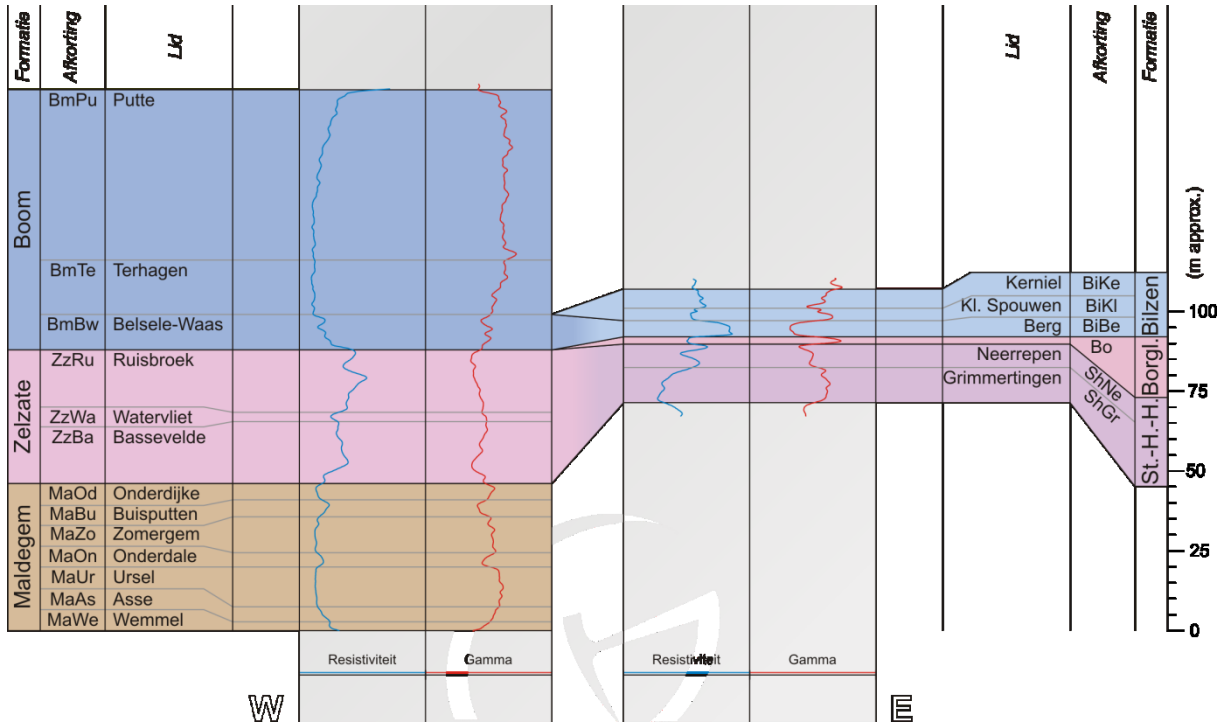 Formatie Afkorting Lid Lid Afkorting Formatie
Boom
BmPu Putte
BmTe Terhagen
BmBw Belsele-Waas
Zelzate
ZzRu Ruisbroek
ZzWa Watervliet
ZzBa Bassevelde
Maldegem
MaOd Onderdijke
MaBu Buisputten
MaZo Zomergem
MaOn Onderdale
MaUr Ursel
MaAs Asse
MaWe Wemmel
Kerniel BiKe
Kl. Spouwen BiKl
Berg BiBe
Bo
Neerrepen ShNe
Grimmertingen ShGr
Bilzen
Borgl.
St.-H.-H.
(m approx.)
100
75
50
25
0
Resistiviteit Gamma Resistiviteit Gamma
W E